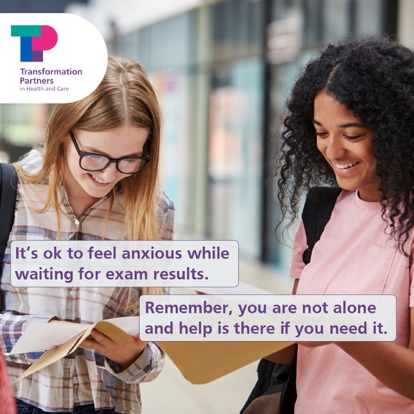 TP
Transformation
Partners
in Health and Care
It's ok to feel anxious while
waiting for exam results.
Remember, you are not alone
and help is there if you need it.